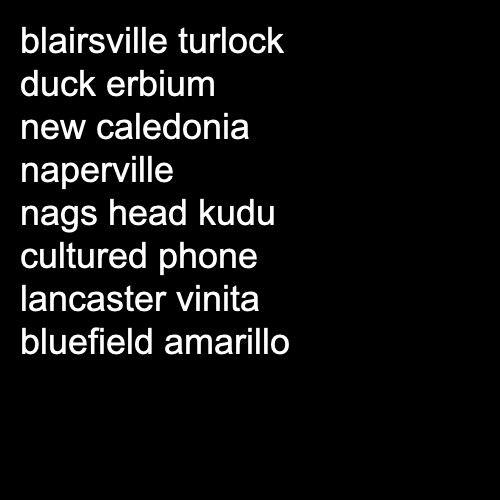 blairsville turlock
duck erbium
new caledonia
naperville
nags head kudu
cultured phone
lancaster vinita
bluefield amarillo